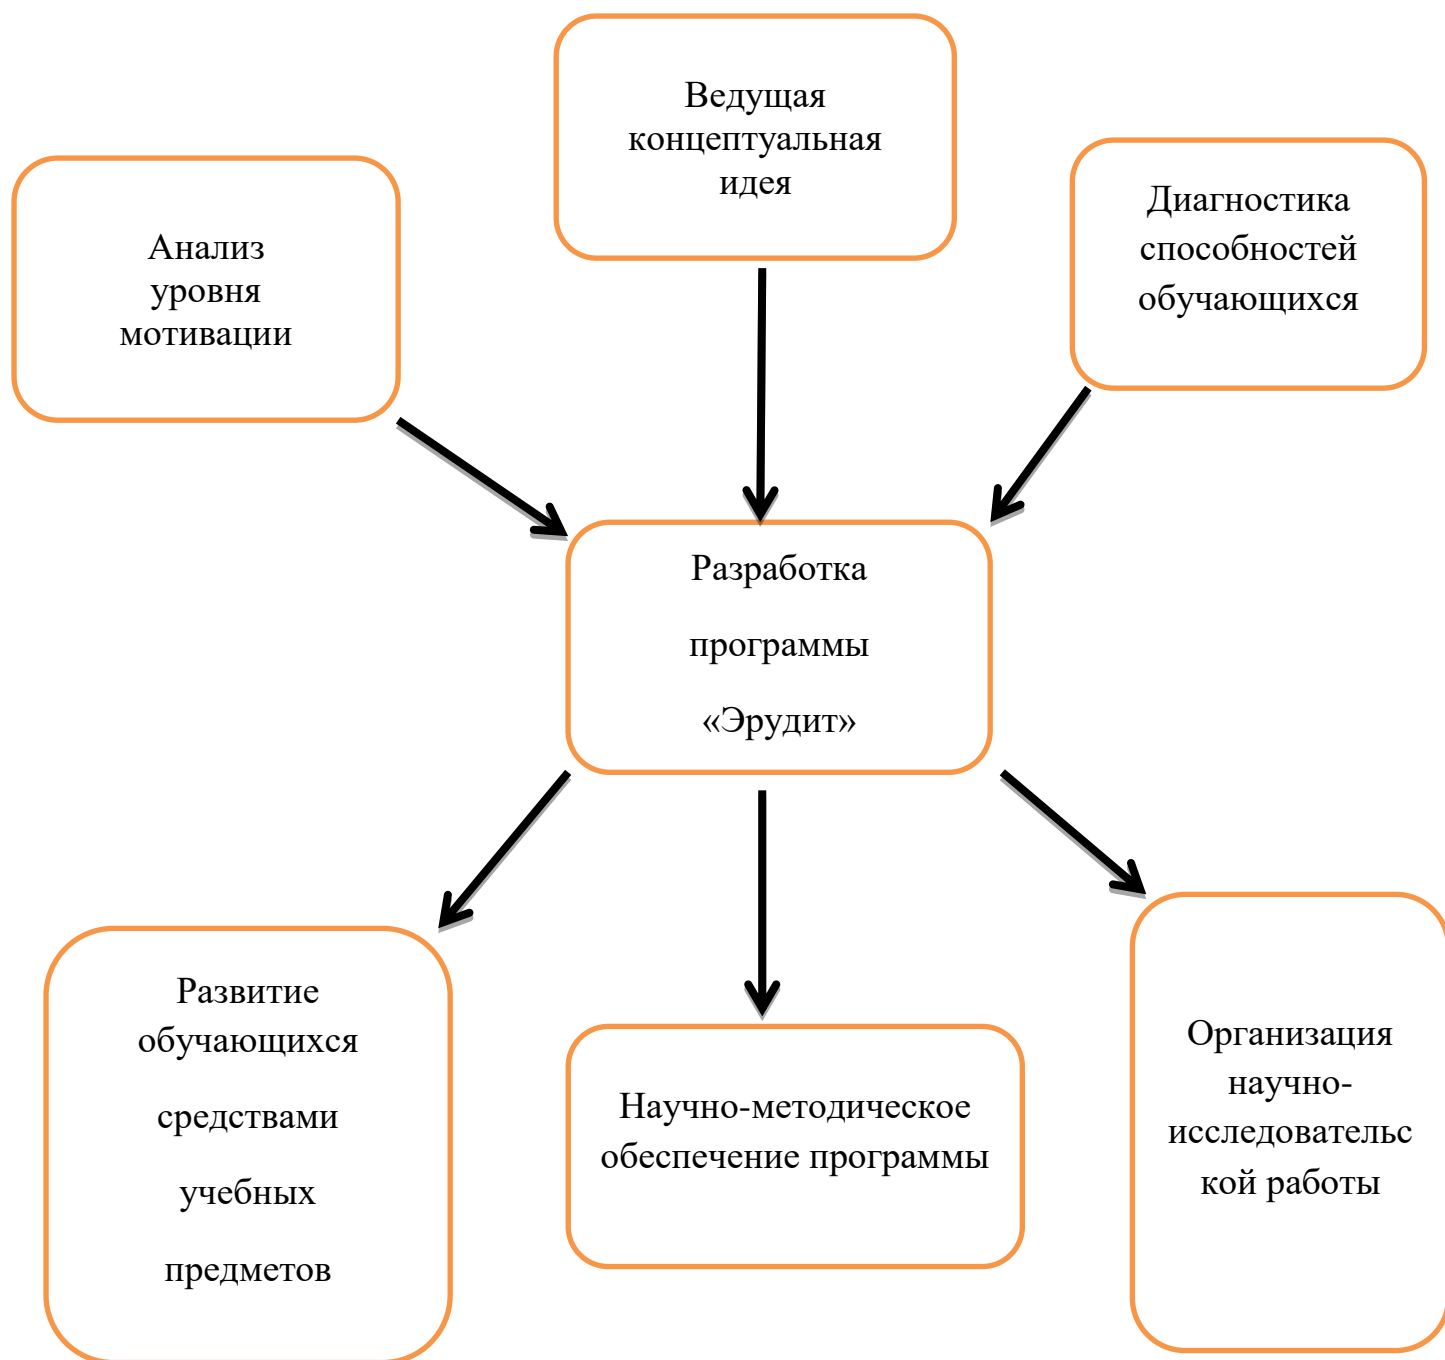 Ведущая
концептуальная
идея
Анализ
уровня
мотивации
Диагностика
способностей
обучающихся
Разработка
программы
«Эрудит»
Развитие
обучающихся
средствами
учебных
предметов
Научно-методическое
обеспечение программы
Организация
научно-
исследовательс
кой работы